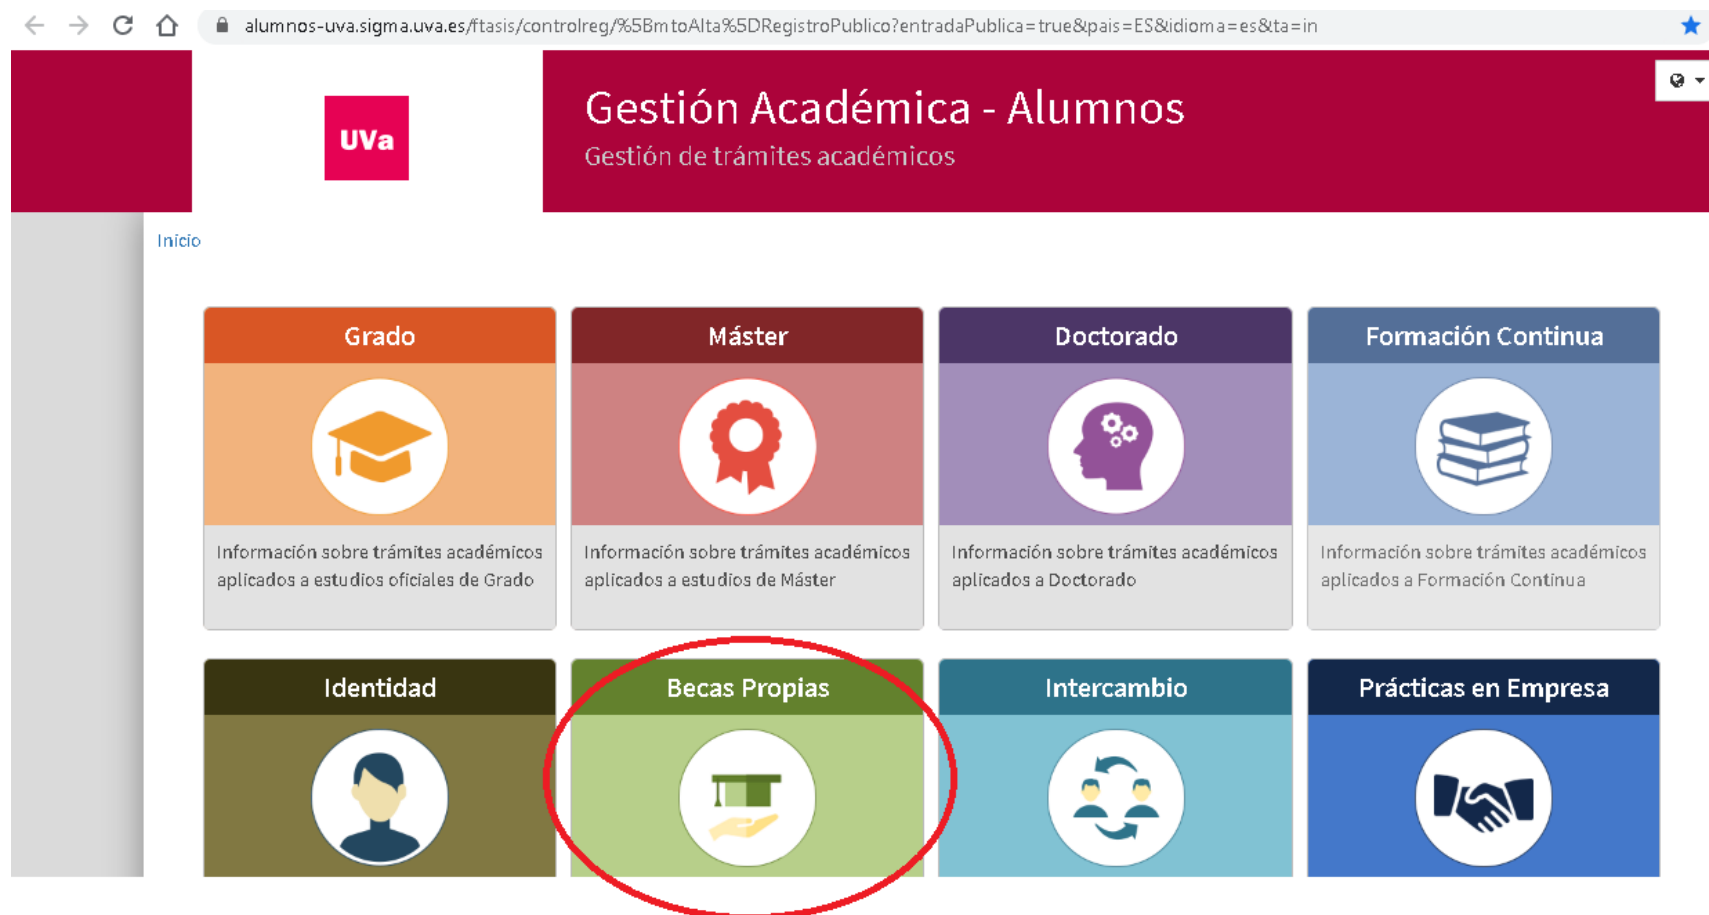 alumnos-uva.sigma.uva.es/ftasis/controlreg/%5BmtoAlta%5DRegistroPublico?entradaPublica=true&pais=ES&idioma=es&ta=in
UVa
Gestión Académica - Alumnos
Gestión de trámites académicos
Inicio
Grado
Máster
Doctorado
Formación Continua
Información sobre trámites académicos
aplicados a estudios oficiales de Grado
Información sobre trámites académicos
aplicados a estudios de Máster
Información sobre trámites académicos
aplicados a Doctorado
Información sobre trámites académicos
aplicados a Formación Continua
Identidad
Becas Propias
Intercambio
Prácticas en Empresa